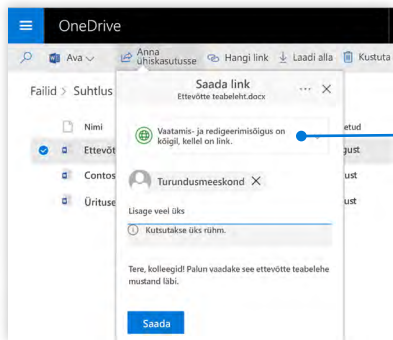 OneDrive
Ava
Anna ühiskasutusse
Hangi link
Laadi alla
Kustuta
Failid > Suhtlus
Saada link
Ettevõtte teabeleht.docx
Nimi
Vaatamis- ja redigeerimisõigus on
kõigil, kellel on link.
etud
Ettevõt
gust
Contos
ust
Turundusmeeskond
Ürituse
ust
Lisage veel üks
Kutsutakse üks rühm.
Tere, kolleegid! Palun vaadake see ettevõtte teabelehe
mustand läbi.
Saada